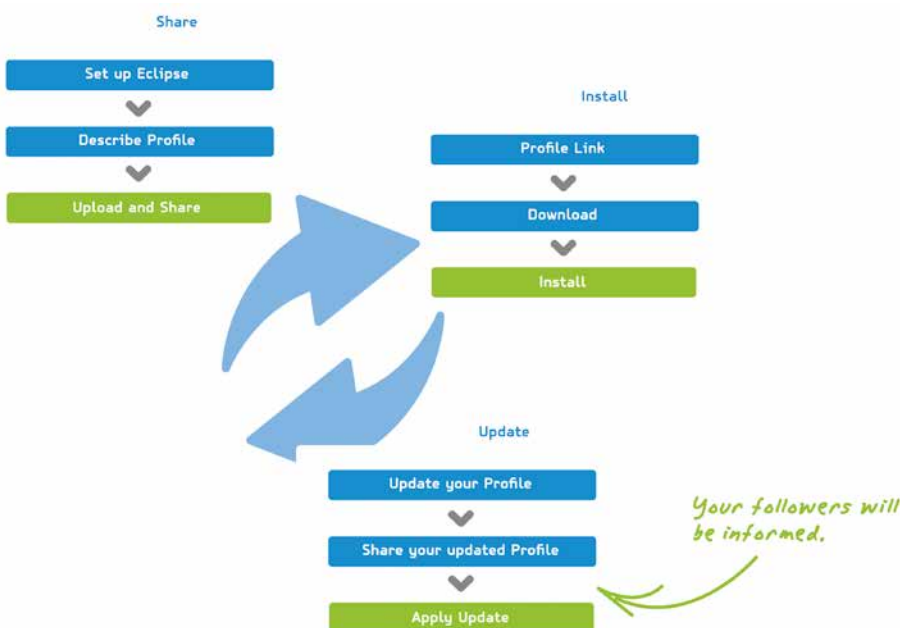 Share
Set up Eclipse
Describe Profile
Upload and Share
Install
Profile Link
Download
Install
Update
Update your Profile
Share your updated Profile
Apply Update
Your followers will
be informed.